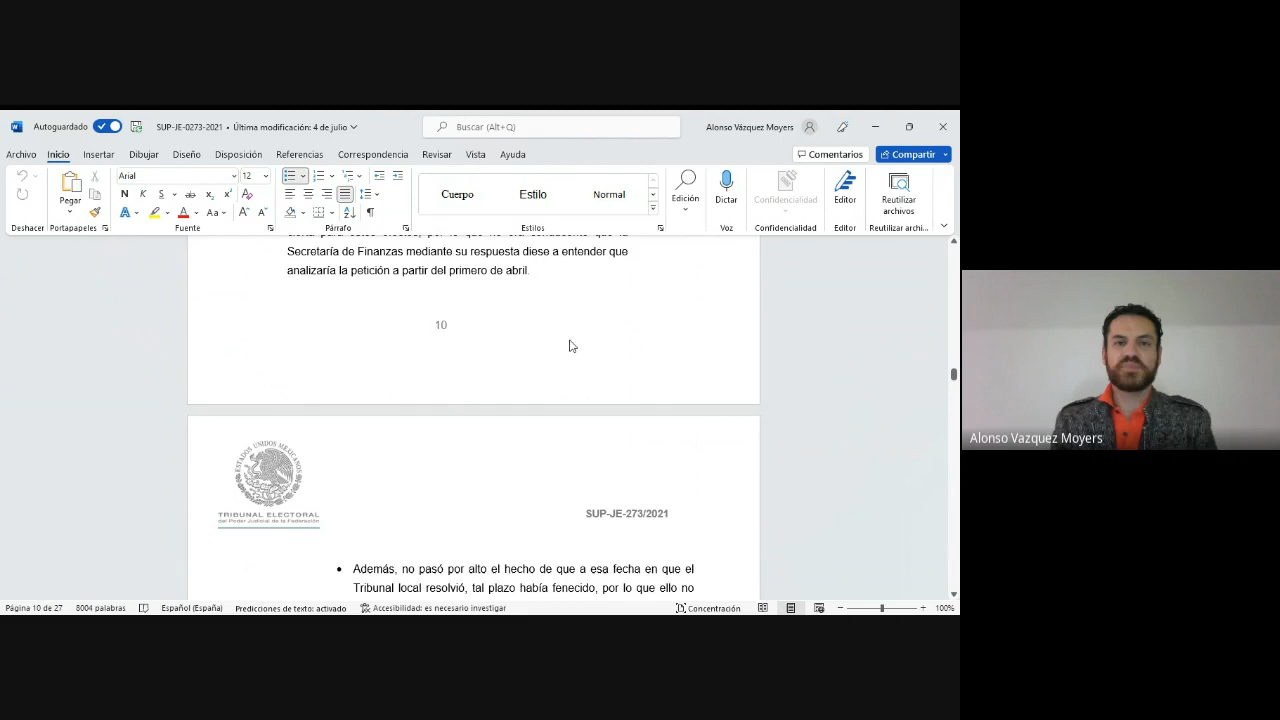 Autoguardado
SUP-JE-0273-2021 • Última modificación: 4 de julio
Buscar (Alt+Q)
Alonso Vázquez Moyers
Archivo Inicio Insertar Dibujar Diseño Disposición Referencias Correspondencia Revisar Vista Ayuda
Comentarios Compartir
Arial 12
Pegar
N K S
Aa
Cuerpo Estilo Normal
Edición
Dictar
Confidencialidad
Editor
Reutilizar archivos
Deshacer Portapapeles Fuente Párrafo Estilos Voz Confidencialidad Editor Reutilizar archi...
Secretaría de Finanzas mediante su respuesta diese a entender que
analizaría la petición a partir del primero de abril.
10
ESTADOS UNIDOS MEXICANOS
TRIBUNAL ELECTORAL
del Poder Judicial de la Federación
SUP-JE-273/2021
• Además, no pasó por alto el hecho de que a esa fecha en que el
Tribunal local resolvió, tal plazo había fenecido, por lo que ello no
Página 10 de 27 8004 palabras Español (España) Predicciones de texto: activado Accesibilidad: es necesario investigar Concentración 100%
Alonso Vazquez Moyers